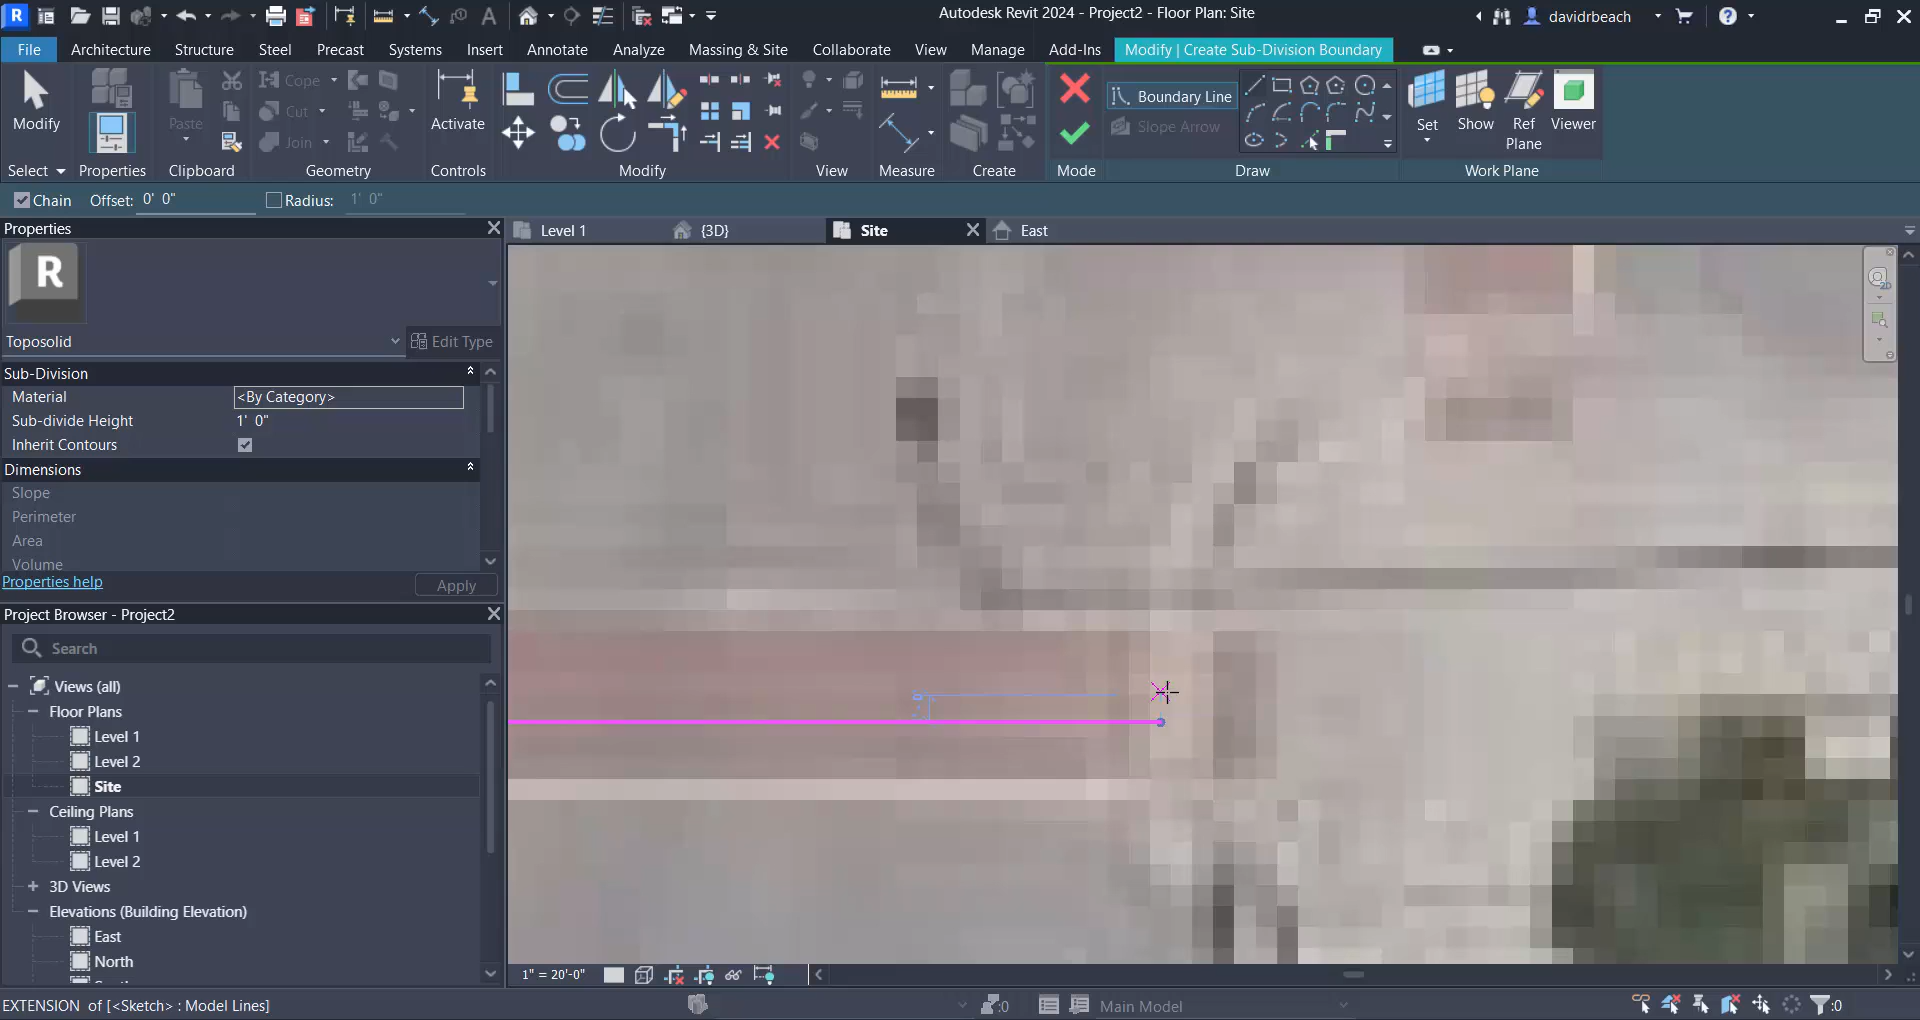 Autodesk Revit 2024 - Project2 - Floor Plan: Site
davidrbeach
File
Architecture
Structure
Steel
Precast
Systems
Insert
Annotate
Analyze
Massing & Site
Collaborate
View
Manage
Add-Ins
Modify | Create Sub-Division Boundary
Modify
Paste
Cope
Cut
Join
Activate
Boundary Line
Slope Arrow
Set
Show
Ref
Plane
Viewer
Select
Properties
Clipboard
Geometry
Controls
Modify
View
Measure
Create
Mode
Draw
Work Plane
Chain
Offset: 0' 0"
Radius: 1' 0"
Properties
R
Toposolid
Edit Type
Sub-Division
Material <By Category>
Sub-divide Height 1' 0"
Inherit Contours
Dimensions
Slope
Perimeter
Area
Volume
Properties help
Apply
Level 1
{3D}
Site
East
2D
Project Browser - Project2
Search
Views (all)
Floor Plans
Level 1
Level 2
Site
Ceiling Plans
Level 1
Level 2
3D Views
Elevations (Building Elevation)
East
North
1" = 20'-0"
EXTENSION of [<Sketch> : Model Lines]
:0
Main Model
:0